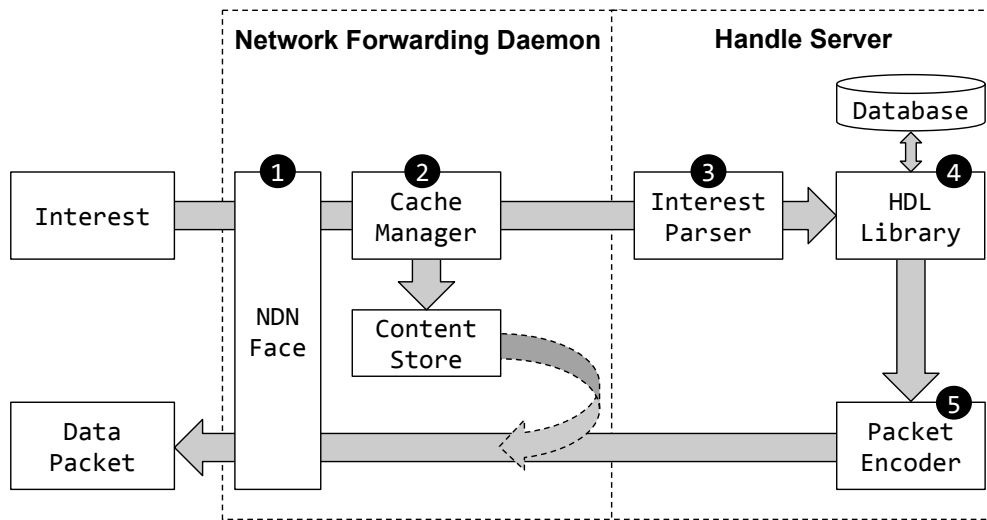 Network Forwarding Daemon
Handle Server
Database
1
2
3
4
Interest
Cache
Manager
Interest
Parser
HDL
Library
NDN
Face
Content
Store
5
Data
Packet
Packet
Encoder